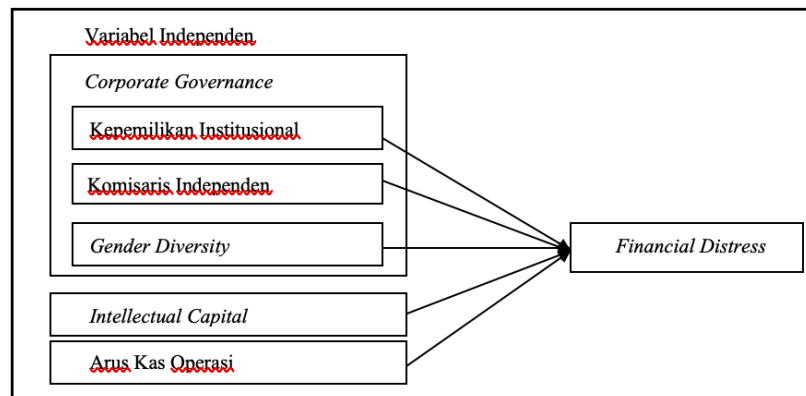 Variabel Independen
Corporate Governance
Kepemilikan Institusional
Komisaris Independen
Gender Diversity
Financial Distress
Intellectual Capital
Arus Kas Operasi